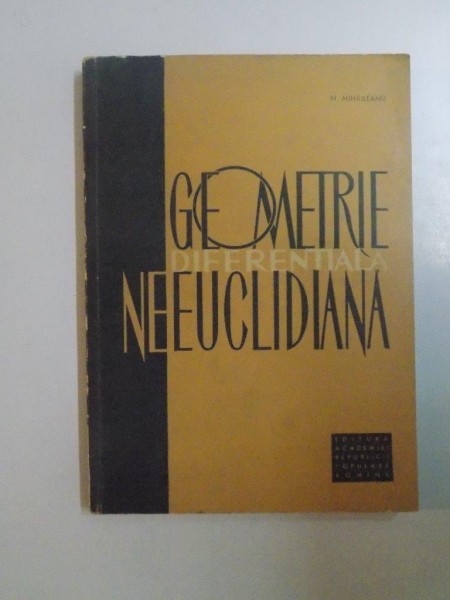 N. MIHĂILEANU
GEOMETRIE
DIFERENȚIALĂ
NEEUCLIDIANĂ
EDITURA
ACADEMIEI
REPUBLICII
POPULARE
ROMÎNE